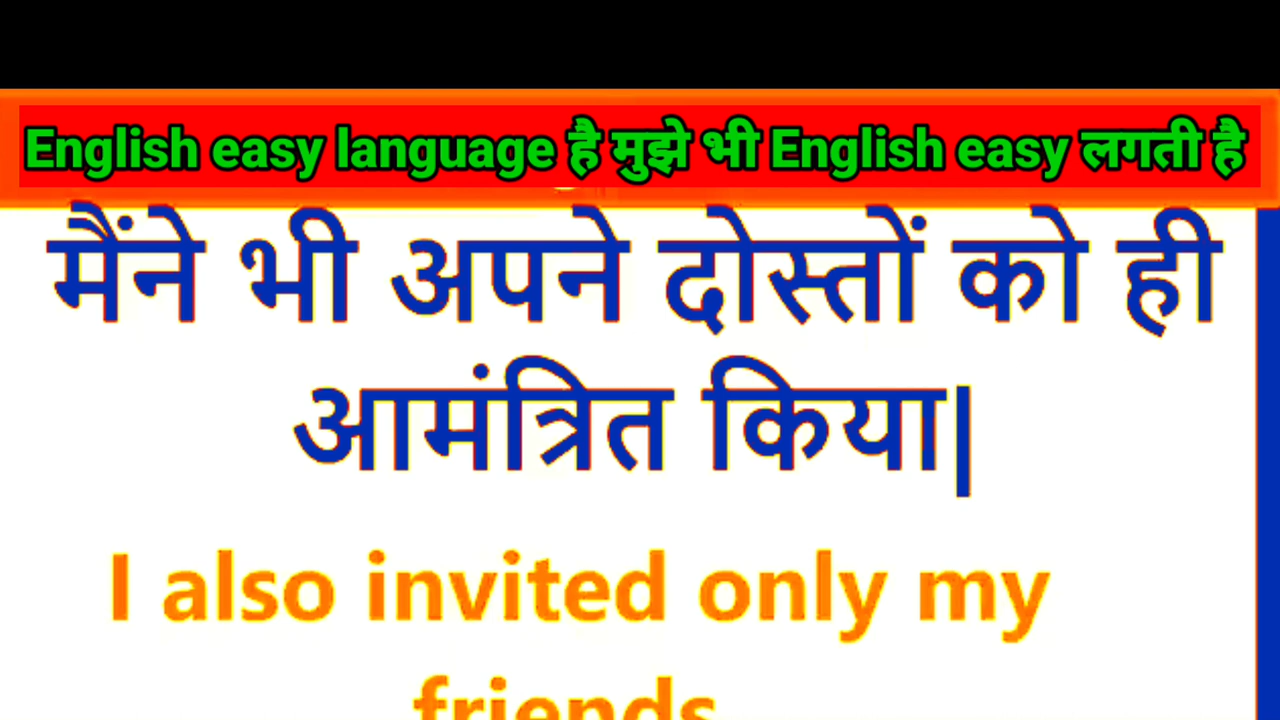 English easy language है मुझे भी English easy लगती है
मैंने भी अपने दोस्तों को ही
आमंत्रित किया|
I also invited only my
friends